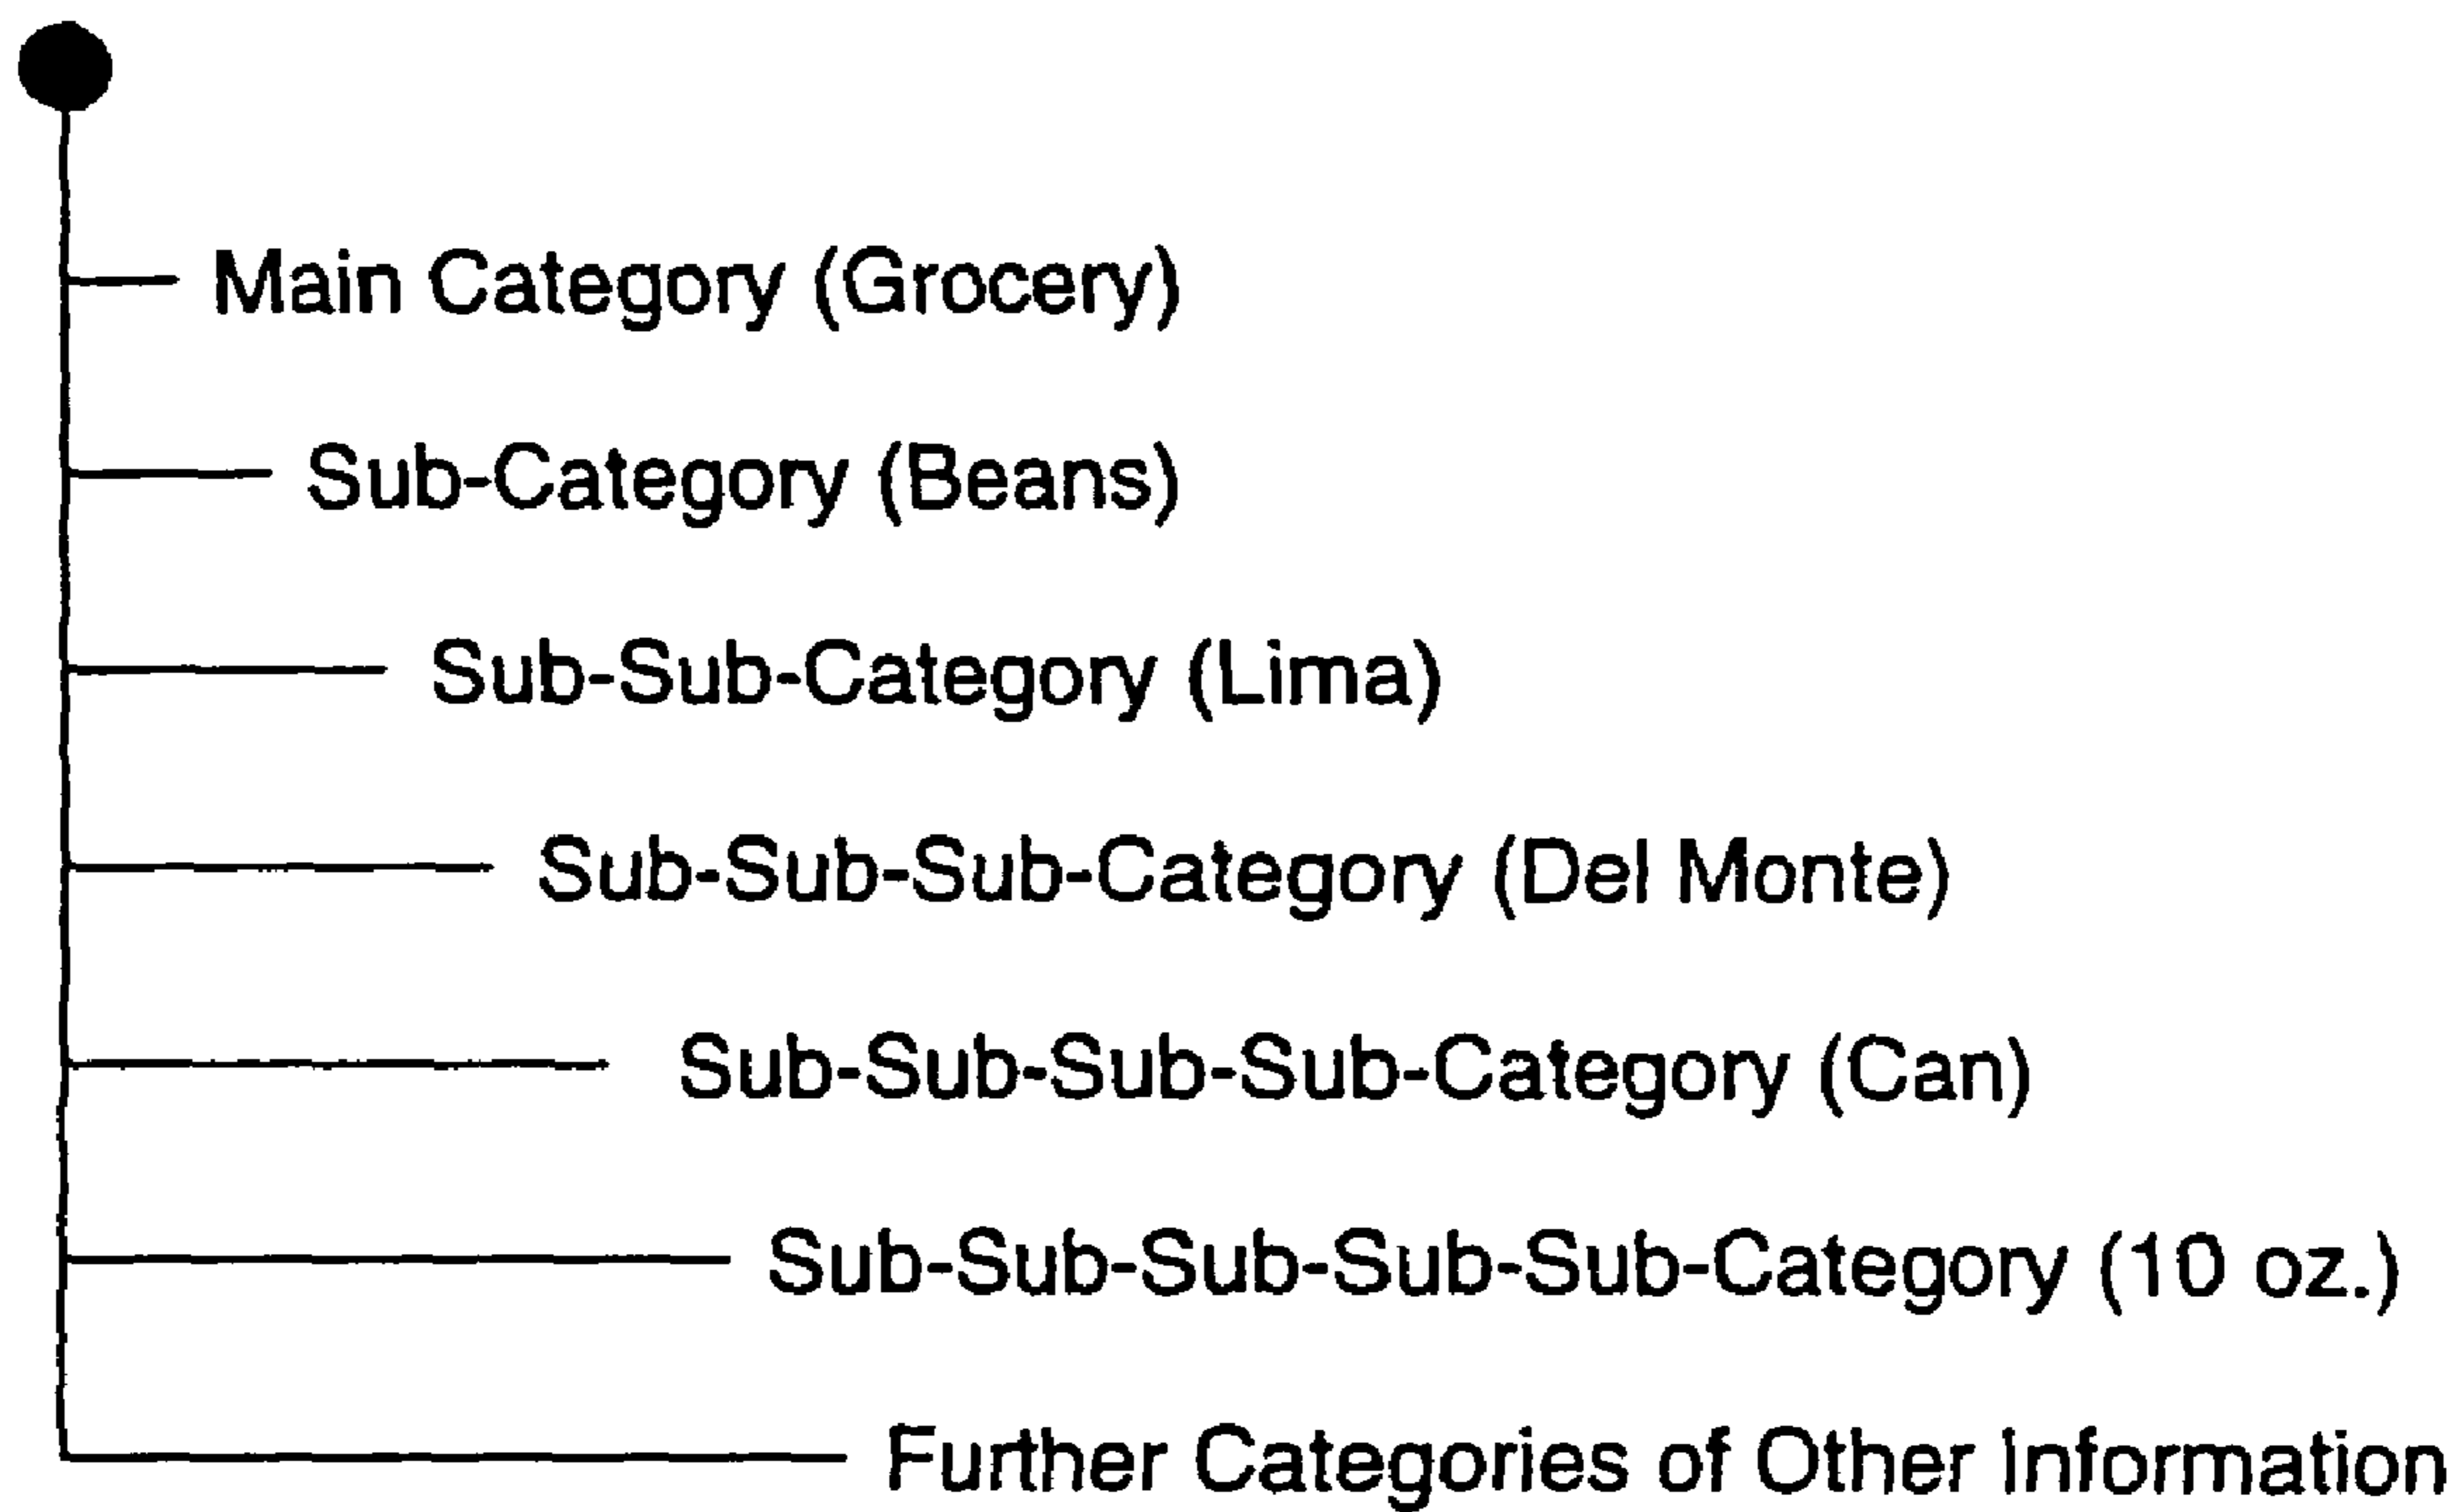 Main Category (Grocery)
Sub-Category (Beans)
Sub-Sub-Category (Lima)
Sub-Sub-Sub-Category (Del Monte)
Sub-Sub-Sub-Sub-Category (Can)
Sub-Sub-Sub-Sub-Sub-Category (10 oz.)
Further Categories of Other Information